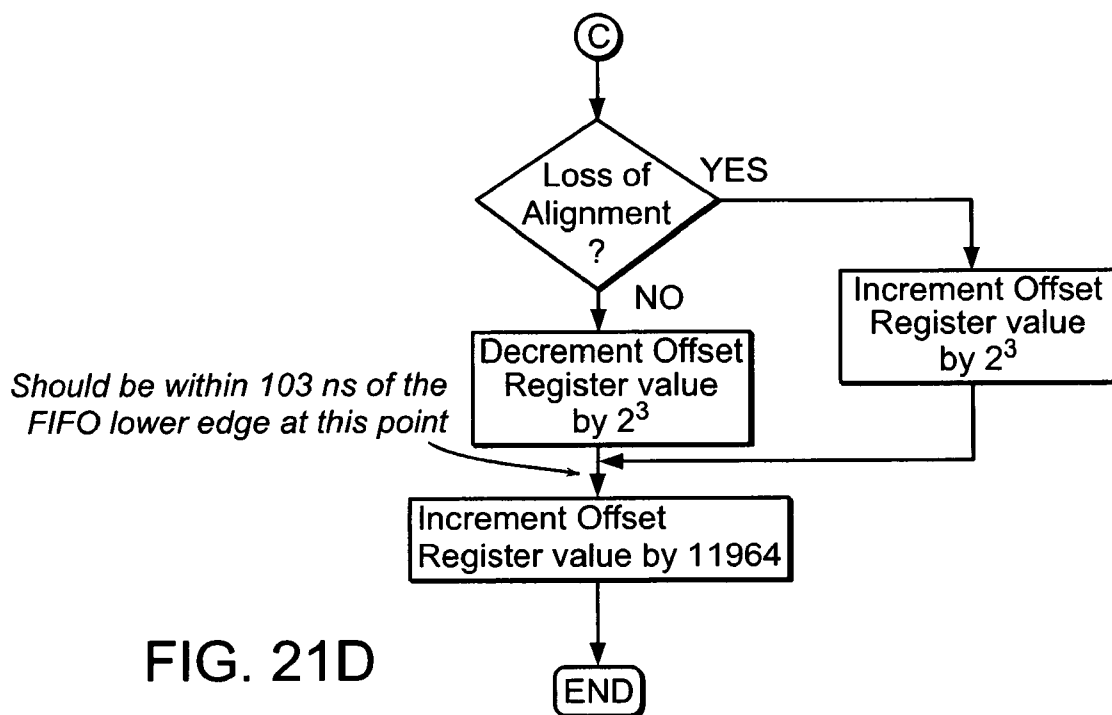 C
Loss of
Alignment
?
YES
NO
Increment Offset
Register value
by 2³
Decrement Offset
Register value
by 2³
Should be within 103 ns of the
FIFO lower edge at this point
Increment Offset
Register value by 11964
FIG. 21D
END